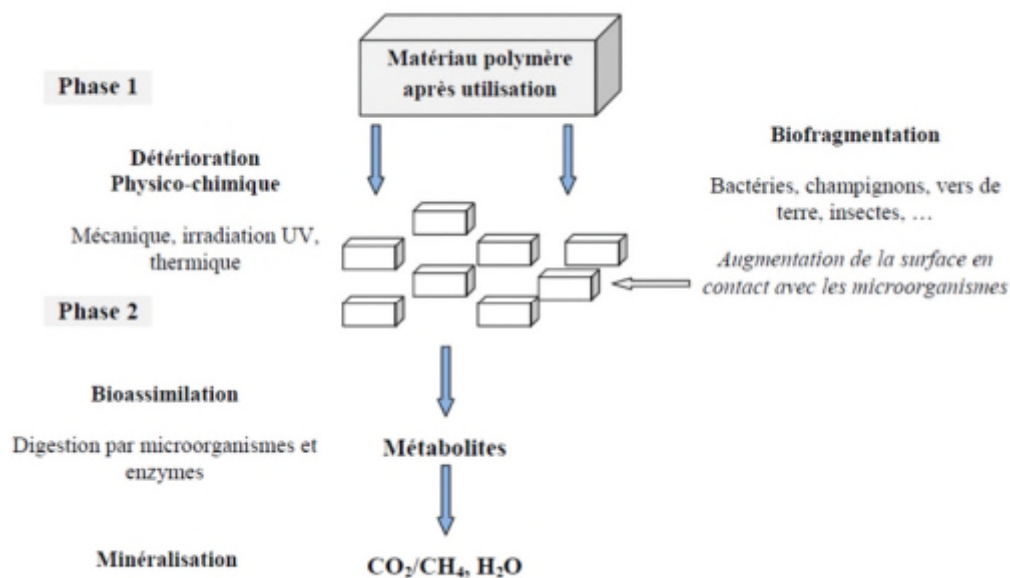 Matériau polymère
après utilisation
Phase 1
Détérioration
Physico-chimique
Mécanique, irradiation UV,
thermique
Biofragmentation
Bactéries, champignons, vers de
terre, insectes, …
Augmentation de la surface en
contact avec les microorganismes
Phase 2
Bioassimilation
Digestion par microorganismes et
enzymes
Métabolites
Minéralisation
CO₂/CH₄, H₂O